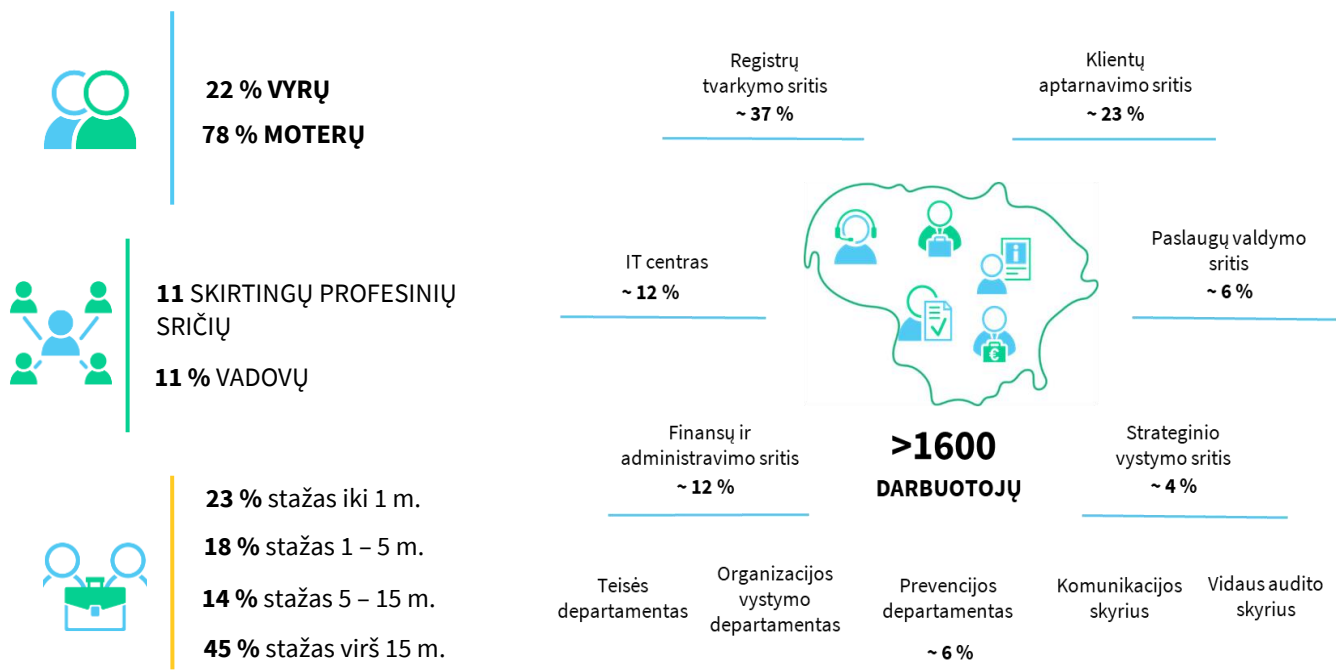 22 % VYRŲ
78 % MOTERŲ
11 SKIRTINGŲ PROFESINIŲ
SRIČIŲ
11 % VADOVŲ
23 % stažas iki 1 m.
18 % stažas 1 – 5 m.
14 % stažas 5 – 15 m.
45 % stažas virš 15 m.
Registrų
tvarkymo sritis
~ 37 %
Klientų
aptarnavimo sritis
~ 23 %
IT centras
~ 12 %
Paslaugų valdymo
sritis
~ 6 %
Finansų ir
administravimo sritis
~ 12 %
>1600
DARBUOTOJŲ
Strateginio
vystymo sritis
~ 4 %
Teisės
departamentas
Organizacijos
vystymo
departamentas
Prevencijos
departamentas
~ 6 %
Komunikacijos
skyrius
Vidaus audito
skyrius